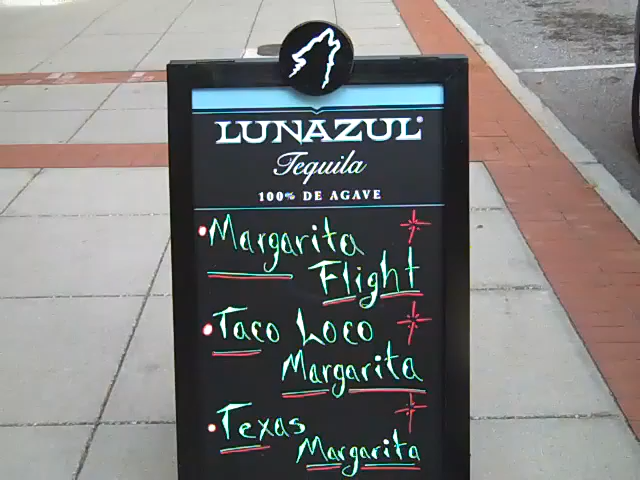 LUNAZUL®
Tequila
100% DE AGAVE
• Margarita
Flight
• Taco Loco
Margarita
• Texas
Margarita